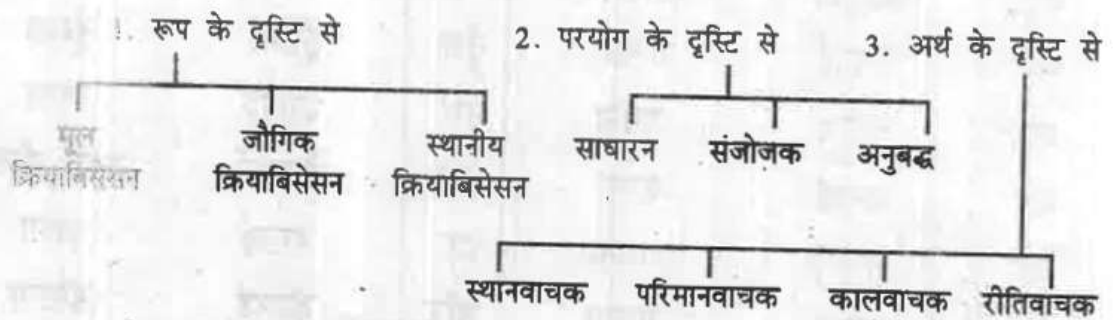 1. रूप के दृस्टि से 2. परयोग के दृस्टि से 3. अर्थ के दृस्टि से
मूल जौगिक स्थानीय साधारन संजोजक अनुबद्ध
क्रियाबिसेसन क्रियाबिसेसन क्रियाबिसेसन
स्थानवाचक परिमानवाचक कालवाचक रीतिवाचक